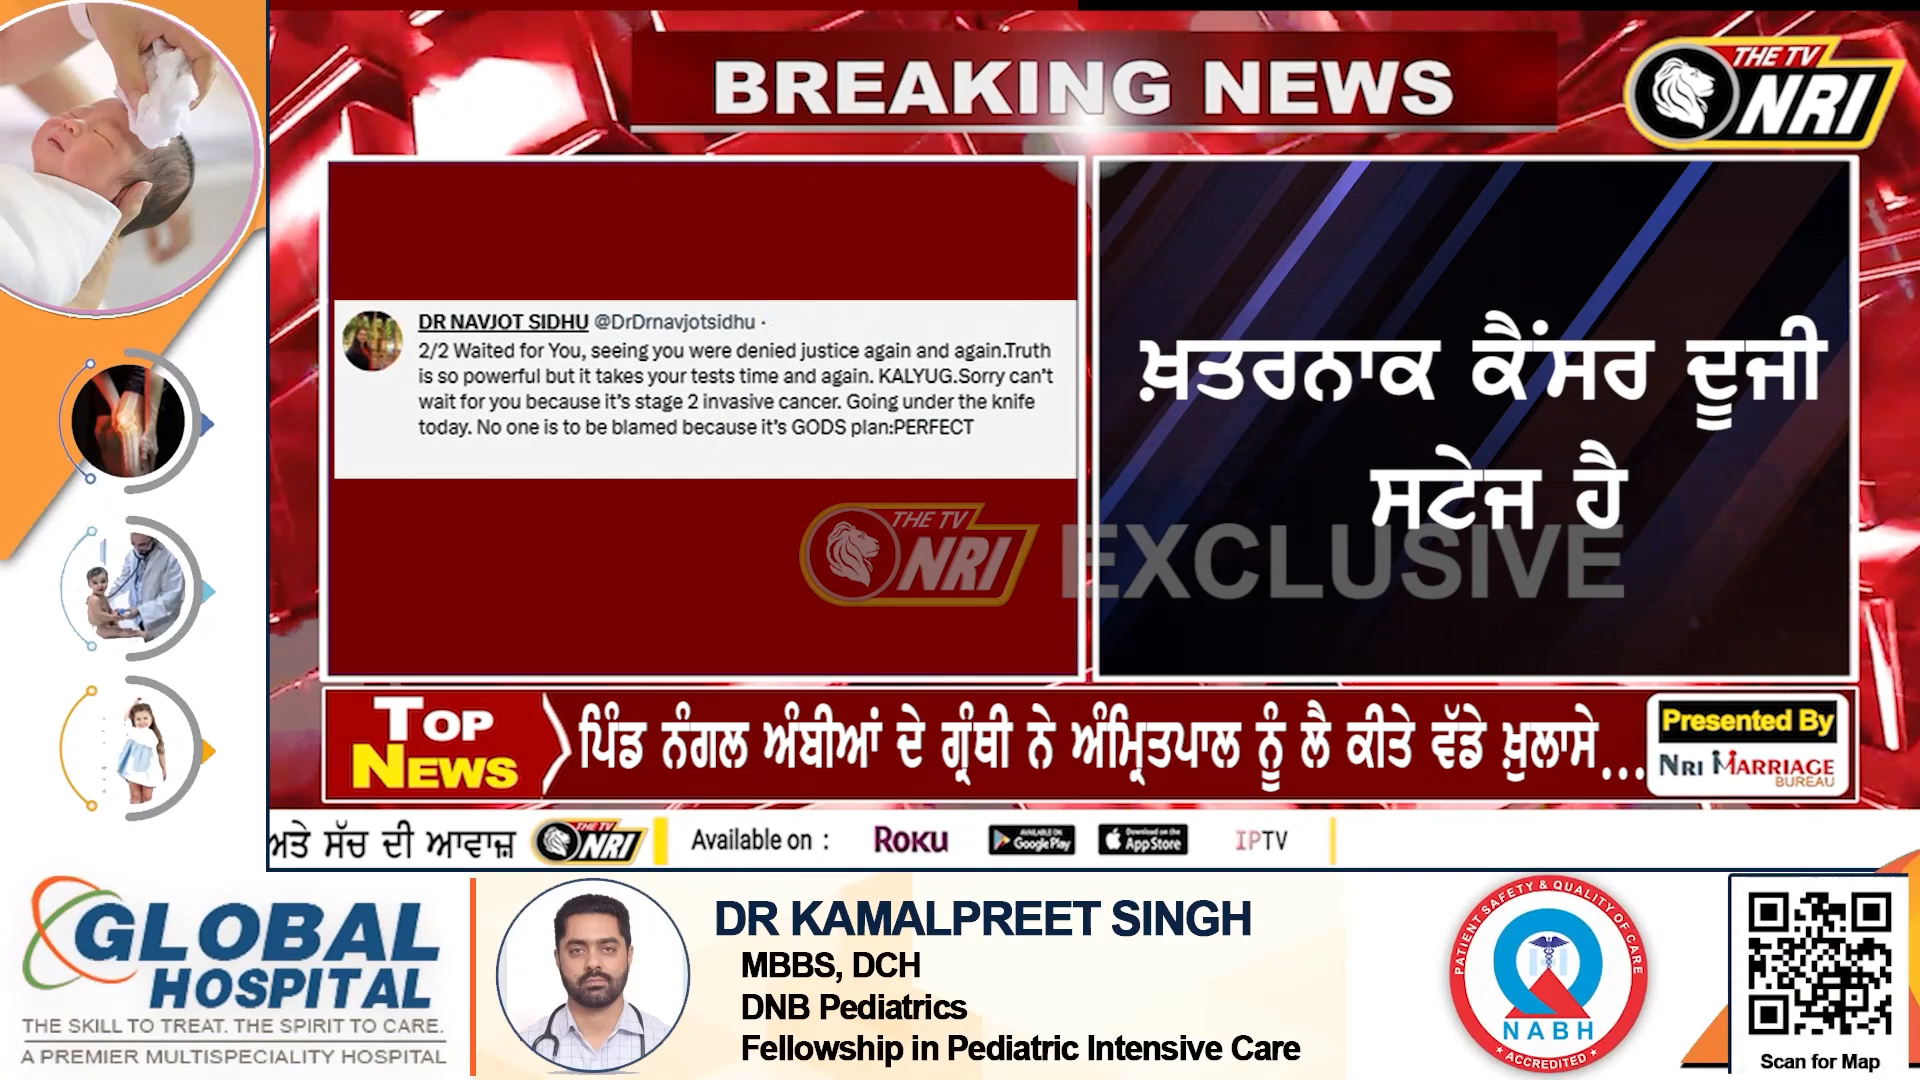 BREAKING NEWS
THE TV
NRI
DR NAVJOT SIDHU @DrDrnavjotsidhu ·
2/2 Waited for You, seeing you were denied justice again and again.Truth
is so powerful but it takes your tests time and again. KALYUG.Sorry can't
wait for you because it's stage 2 invasive cancer. Going under the knife
today. No one is to be blamed because it's GODS plan:PERFECT
ਖ਼ਤਰਨਾਕ ਕੈਂਸਰ ਦੂਜੀ
ਸਟੇਜ ਹੈ
THE TV
NRI EXCLUSIVE
TOP
NEWS
ਪਿੰਡ ਨੰਗਲ ਅੰਬੀਆਂ ਦੇ ਗ੍ਰੰਥੀ ਨੇ ਅੰਮ੍ਰਿਤਪਾਲ ਨੂੰ ਲੈ ਕੀਤੇ ਵੱਡੇ ਖ਼ੁਲਾਸੇ...
Presented By
NRI MARRIAGE
BUREAU
ਅਤੇ ਸੱਚ ਦੀ ਆਵਾਜ਼
THE TV
NRI
Available on :
ROKU
AVAILABLE ON
Google Play
Download on the
App Store
IPTV
GLOBAL
HOSPITAL
THE SKILL TO TREAT. THE SPIRIT TO CARE.
A PREMIER MULTISPECIALITY HOSPITAL
DR KAMALPREET SINGH
MBBS, DCH
DNB Pediatrics
Fellowship in Pediatric Intensive Care
PATIENT SAFETY & QUALITY OF CARE
NABH
ACCREDITED
Scan for Map